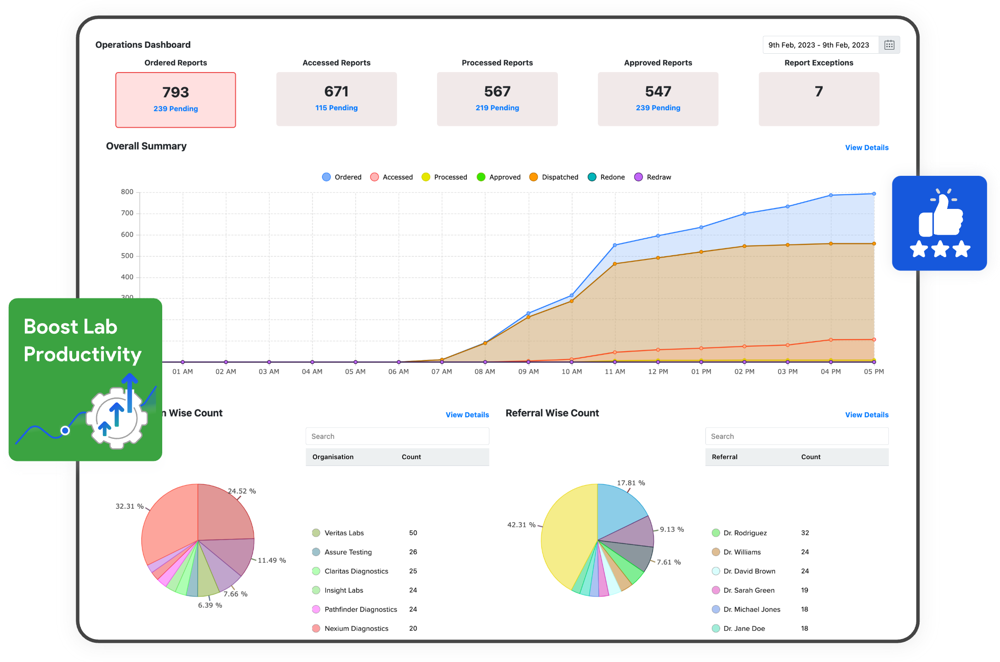 Operations Dashboard
9th Feb, 2023 - 9th Feb, 2023
Ordered Reports
793
239 Pending
Accessed Reports
671
115 Pending
Processed Reports
567
219 Pending
Approved Reports
547
239 Pending
Report Exceptions
7
Overall Summary
View Details
Ordered Accessed Processed Approved Dispatched Redone Redraw
800
700
600
500
400
300
01 AM 02 AM 03 AM 04 AM 05 AM 06 AM 07 AM 08 AM 09 AM 10 AM 11 AM 12 PM 01 PM 02 PM 03 PM 04 PM 05 PM
Boost Lab
Productivity
n Wise Count
View Details
Search
Organisation Count
24.52 %
32.31 %
11.49 %
7.66 %
6.39 %
Veritas Labs 50
Assure Testing 26
Claritas Diagnostics 25
Insight Labs 24
Pathfinder Diagnostics 24
Nexium Diagnostics 20
Referral Wise Count
View Details
Search
Referral Count
17.81 %
42.31 %
9.13 %
7.61 %
Dr. Rodriguez 32
Dr. Williams 24
Dr. David Brown 24
Dr. Sarah Green 19
Dr. Michael Jones 18
Dr. Jane Doe 18